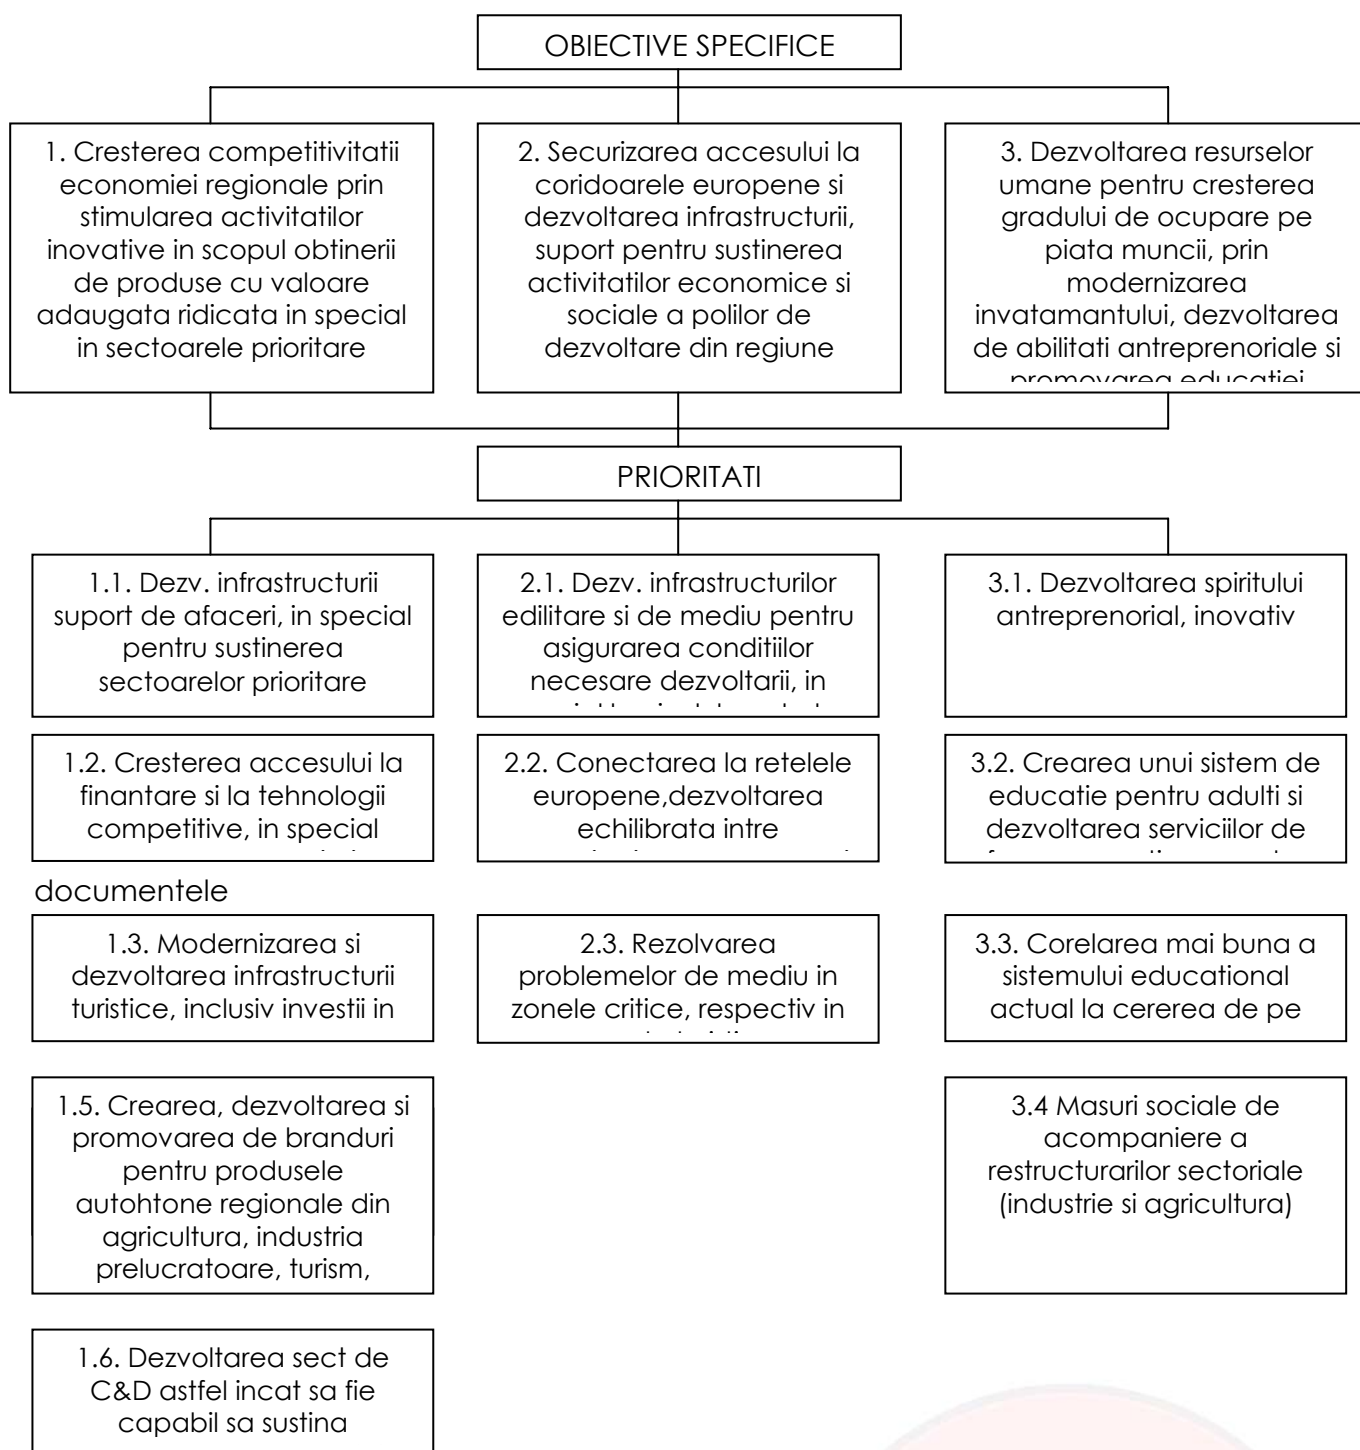 OBIECTIVE SPECIFICE
1. Cresterea competitivitatii
economiei regionale prin
stimularea activitatilor
inovative in scopul obtinerii
de produse cu valoare
adaugata ridicata in special
in sectoarele prioritare
2. Securizarea accesului la
coridoarele europene si
dezvoltarea infrastructurii,
suport pentru sustinerea
activitatilor economice si
sociale a polilor de
dezvoltare din regiune
3. Dezvoltarea resurselor
umane pentru cresterea
gradului de ocupare pe
piata muncii, prin
modernizarea
invatamantului, dezvoltarea
de abilitati antreprenoriale si
promovarea educatiei
PRIORITATI
1.1. Dezv. infrastructurii
suport de afaceri, in special
pentru sustinerea
sectoarelor prioritare
2.1. Dezv. infrastructurilor
edilitare si de mediu pentru
asigurarea conditiilor
necesare dezvoltarii, in
3.1. Dezvoltarea spiritului
antreprenorial, inovativ
1.2. Cresterea accesului la
finantare si la tehnologii
competitive, in special
2.2. Conectarea la retelele
europene,dezvoltarea
echilibrata intre
3.2. Crearea unui sistem de
educatie pentru adulti si
dezvoltarea serviciilor de
documentele
1.3. Modernizarea si
dezvoltarea infrastructurii
turistice, inclusiv investii in
2.3. Rezolvarea
problemelor de mediu in
zonele critice, respectiv in
3.3. Corelarea mai buna a
sistemului educational
actual la cererea de pe
1.5. Crearea, dezvoltarea si
promovarea de branduri
pentru produsele
autohtone regionale din
agricultura, industria
prelucratoare, turism,
3.4 Masuri sociale de
acompaniere a
restructurarilor sectoriale
(industrie si agricultura)
1.6. Dezvoltarea sect de
C&D astfel incat sa fie
capabil sa sustina